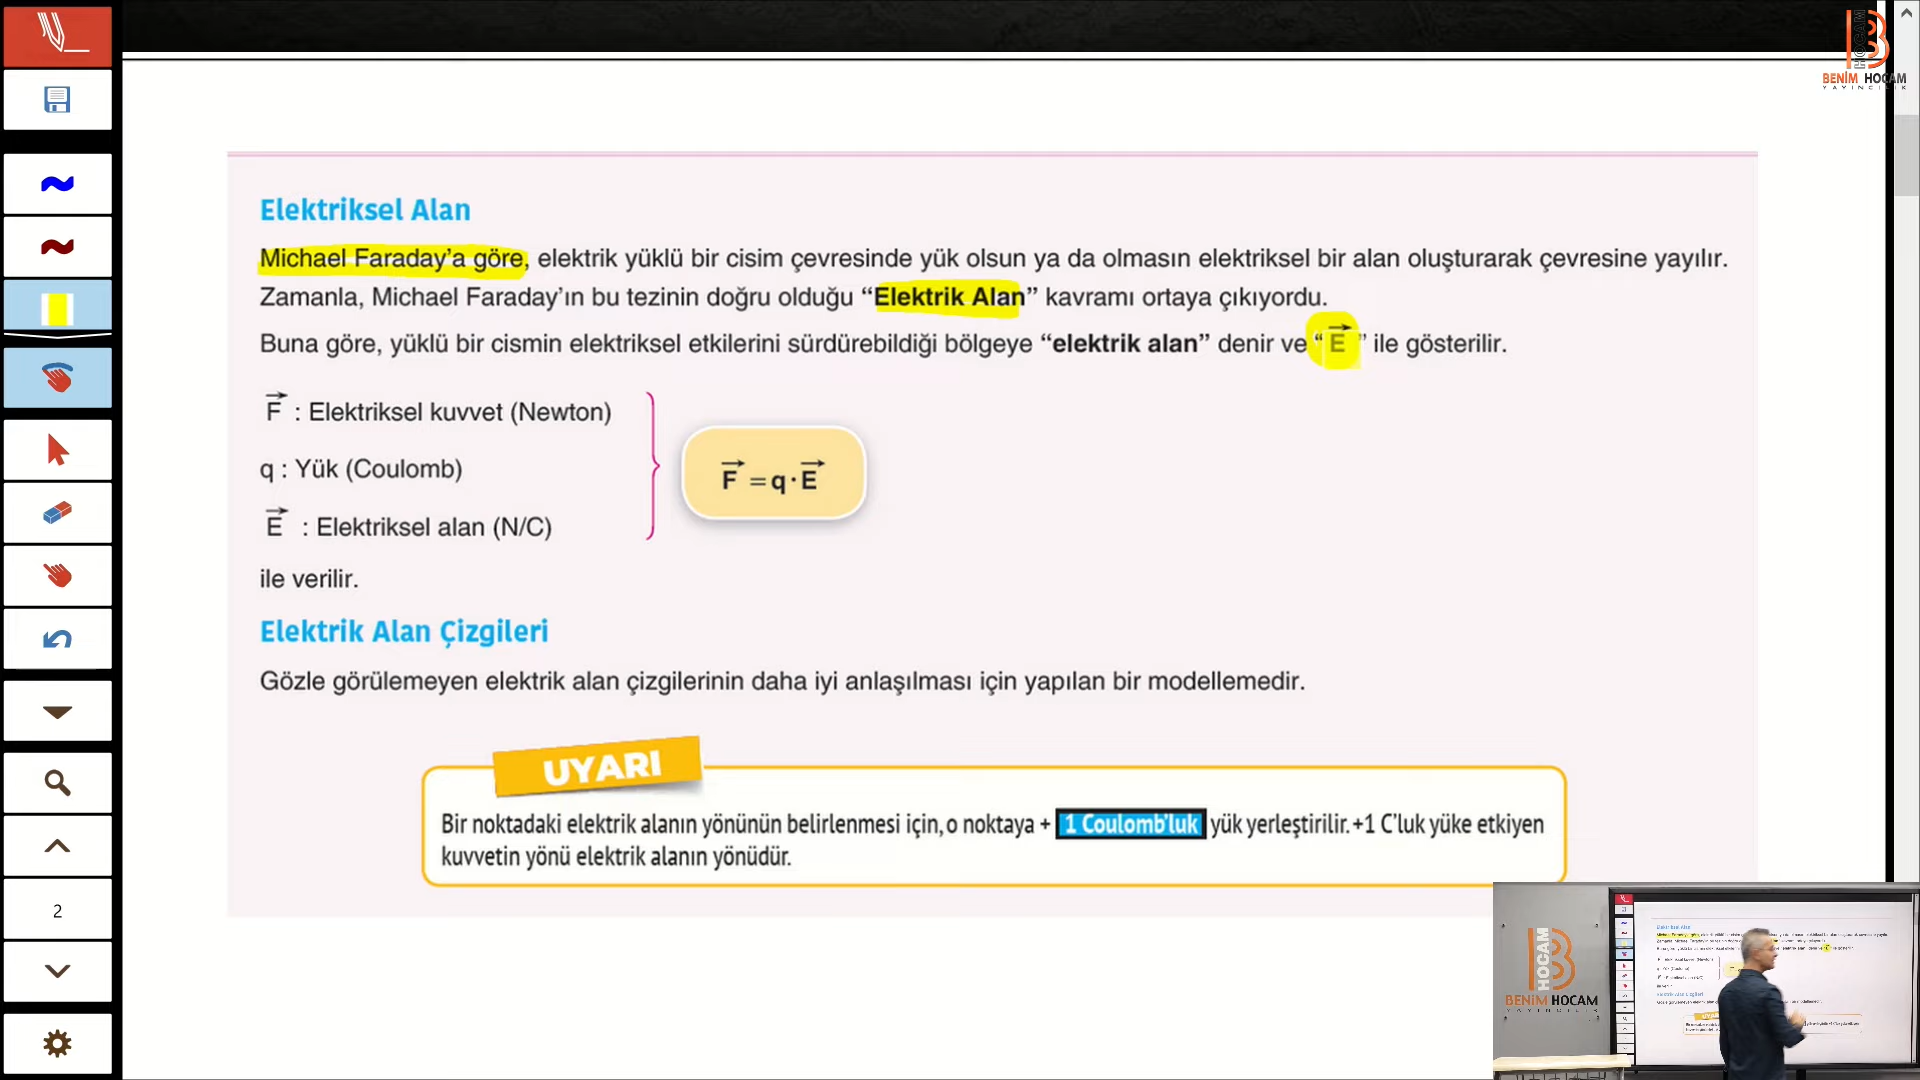 BENİM HOCAM
YAYINCILIK
Elektriksel Alan
Michael Faraday’a göre, elektrik yüklü bir cisim çevresinde yük olsun ya da olmasın elektriksel bir alan oluşturarak çevresine yayılır.
Zamanla, Michael Faraday’ın bu tezinin doğru olduğu “Elektrik Alan” kavramı ortaya çıkıyordu.
Buna göre, yüklü bir cismin elektriksel etkilerini sürdürebildiği bölgeye “elektrik alan” denir ve “E⃗” ile gösterilir.
F⃗ : Elektriksel kuvvet (Newton)
q : Yük (Coulomb)
F⃗ = q · E⃗
E⃗ : Elektriksel alan (N/C)
ile verilir.
Elektrik Alan Çizgileri
Gözle görülemeyen elektrik alan çizgilerinin daha iyi anlaşılması için yapılan bir modellemedir.
UYARI
Bir noktadaki elektrik alanın yönünün belirlenmesi için, o noktaya + 1 Coulomb’luk yük yerleştirilir. +1 C’luk yüke etkiyen
kuvvetin yönü elektrik alanın yönüdür.
2
HOCAM
BENİM HOCAM
YAYINCILIK